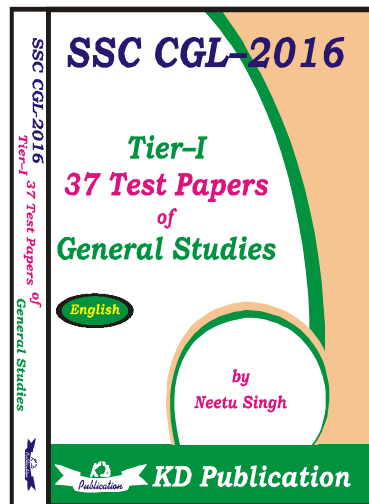 SSC CGL-2016
Tier-I 37 Test Papers of General Studies
SSC CGL-2016
Tier-I
37 Test Papers
of
General Studies
English
by
Neetu Singh
Publication
KD Publication